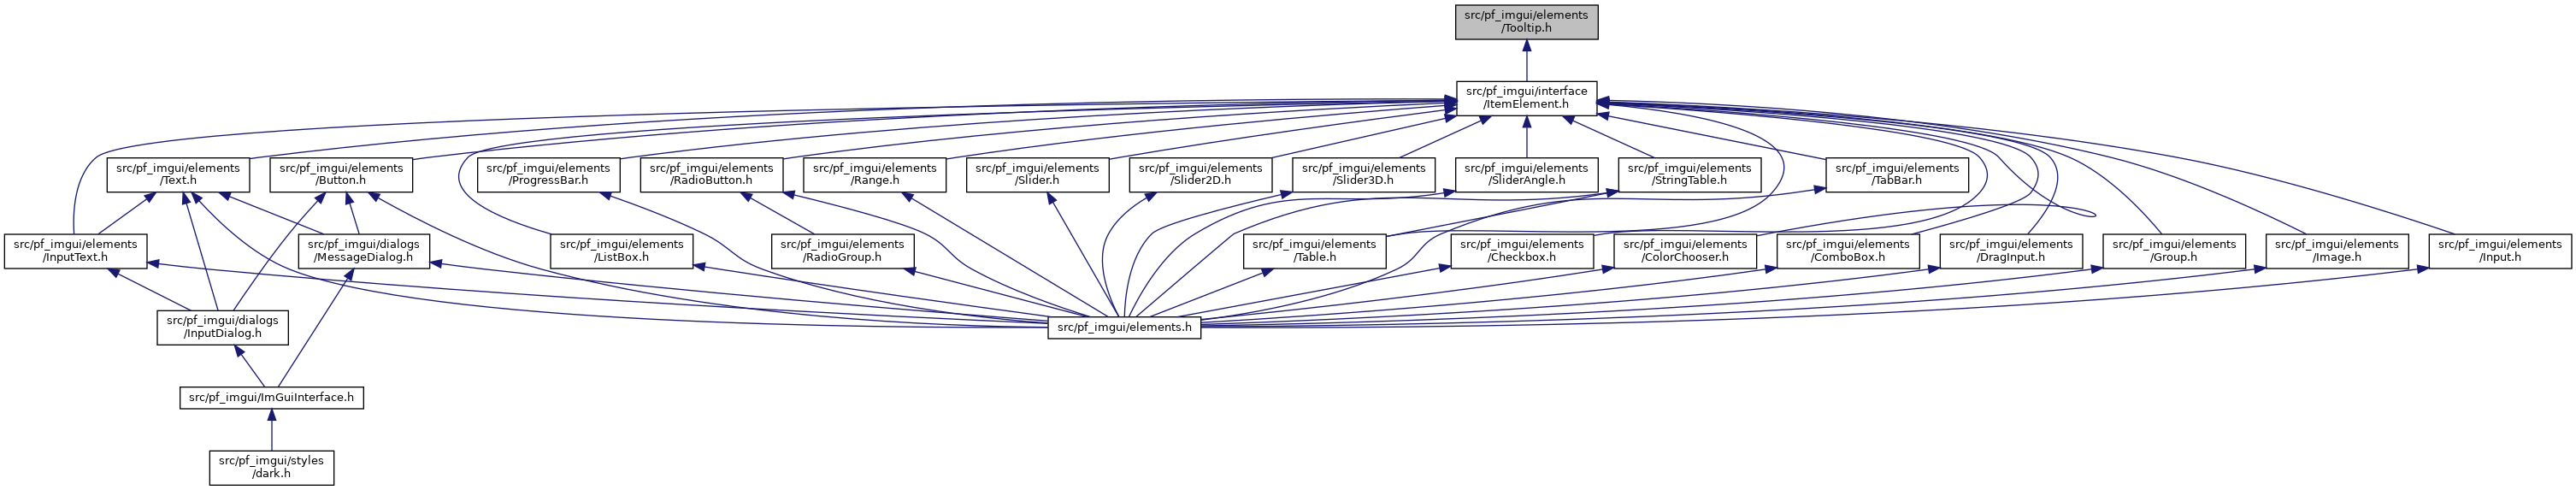 src/pf_imgui/elements
/Tooltip.h
src/pf_imgui/interface
/ItemElement.h
src/pf_imgui/elements
/Text.h
src/pf_imgui/elements
/Button.h
src/pf_imgui/elements
/ProgressBar.h
src/pf_imgui/elements
/RadioButton.h
src/pf_imgui/elements
/Range.h
src/pf_imgui/elements
/Slider.h
src/pf_imgui/elements
/Slider2D.h
src/pf_imgui/elements
/Slider3D.h
src/pf_imgui/elements
/SliderAngle.h
src/pf_imgui/elements
/StringTable.h
src/pf_imgui/elements
/TabBar.h
src/pf_imgui/elements
/InputText.h
src/pf_imgui/dialogs
/MessageDialog.h
src/pf_imgui/elements
/ListBox.h
src/pf_imgui/elements
/RadioGroup.h
src/pf_imgui/elements
/Table.h
src/pf_imgui/elements
/Checkbox.h
src/pf_imgui/elements
/ColorChooser.h
src/pf_imgui/elements
/ComboBox.h
src/pf_imgui/elements
/DragInput.h
src/pf_imgui/elements
/Group.h
src/pf_imgui/elements
/Image.h
src/pf_imgui/elements
/Input.h
src/pf_imgui/dialogs
/InputDialog.h
src/pf_imgui/elements.h
src/pf_imgui/ImGuiInterface.h
src/pf_imgui/styles
/dark.h